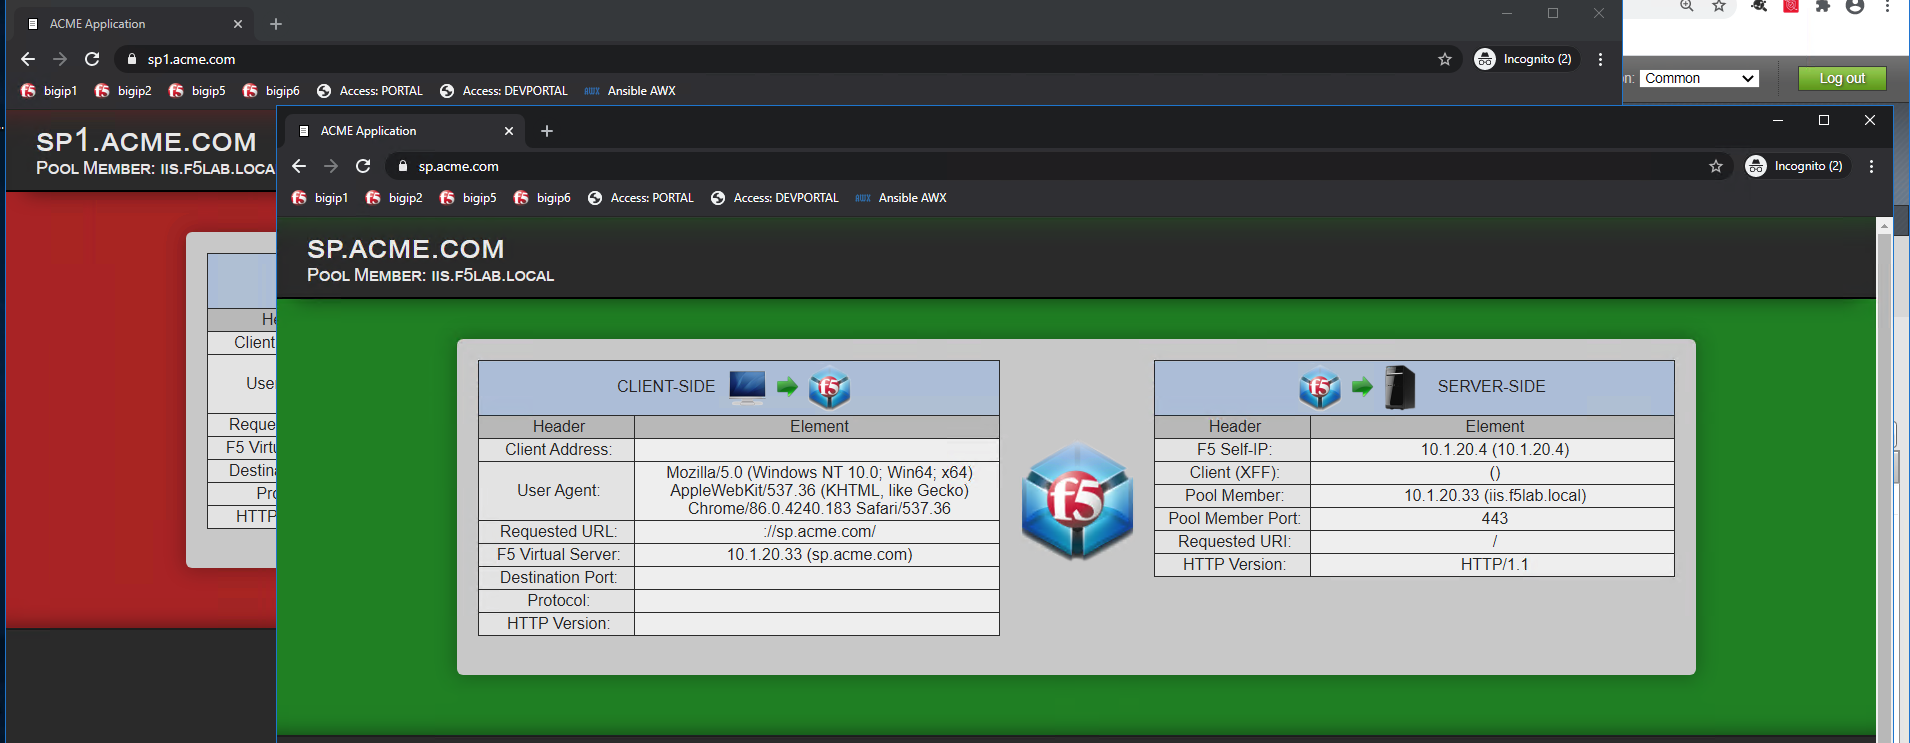 ACME Application
sp1.acme.com
Incognito (2)
bigip1 bigip2 bigip5 bigip6 Access: PORTAL Access: DEVPORTAL AWX Ansible AWX
n: Common Log out
SP1.ACME.COM
POOL MEMBER: IIS.F5LAB.LOCA
He
Client
Use
Reque
F5 Virtu
Destina
Pro
HTTP
ACME Application
sp.acme.com
Incognito (2)
bigip1 bigip2 bigip5 bigip6 Access: PORTAL Access: DEVPORTAL AWX Ansible AWX
SP.ACME.COM
POOL MEMBER: IIS.F5LAB.LOCAL
CLIENT-SIDE f5
Header Element
Client Address:
User Agent: Mozilla/5.0 (Windows NT 10.0; Win64; x64)
AppleWebKit/537.36 (KHTML, like Gecko)
Chrome/86.0.4240.183 Safari/537.36
Requested URL: ://sp.acme.com/
F5 Virtual Server: 10.1.20.33 (sp.acme.com)
Destination Port:
Protocol:
HTTP Version:
f5
f5 SERVER-SIDE
Header Element
F5 Self-IP: 10.1.20.4 (10.1.20.4)
Client (XFF): ()
Pool Member: 10.1.20.33 (iis.f5lab.local)
Pool Member Port: 443
Requested URI: /
HTTP Version: HTTP/1.1